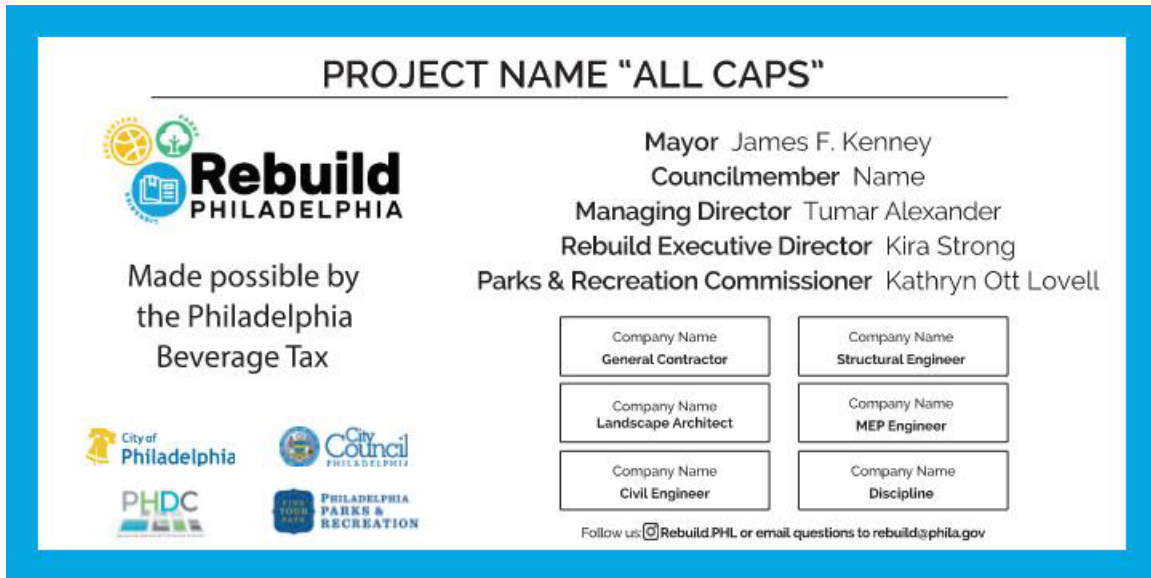 PROJECT NAME “ALL CAPS”
Rebuild
PHILADELPHIA
Made possible by
the Philadelphia
Beverage Tax
City of
Philadelphia
City
Council
PHILADELPHIA
PHDC
FIND
YOUR
PATH
PHILADELPHIA
PARKS &
RECREATION
Mayor James F. Kenney
Councilmember Name
Managing Director Tumar Alexander
Rebuild Executive Director Kira Strong
Parks & Recreation Commissioner Kathryn Ott Lovell
Company Name
General Contractor
Company Name
Structural Engineer
Company Name
Landscape Architect
Company Name
MEP Engineer
Company Name
Civil Engineer
Company Name
Discipline
Follow us: Rebuild.PHL or email questions to rebuild@phila.gov